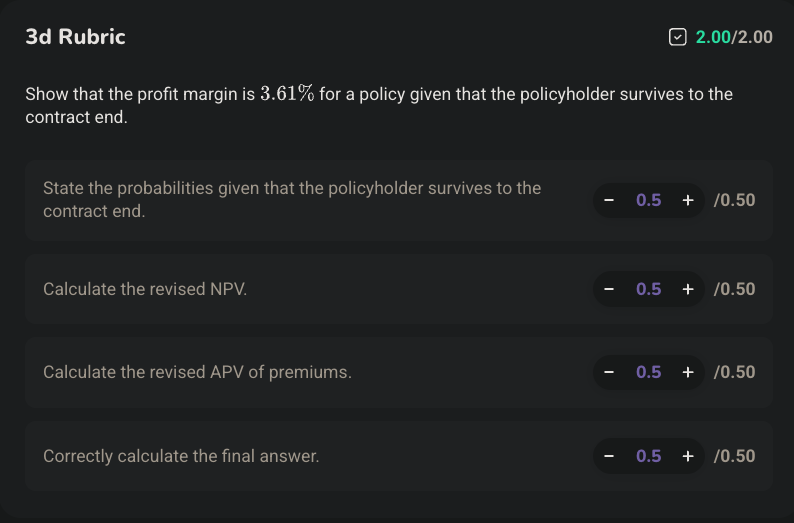 3d Rubric
2.00/2.00
Show that the profit margin is 3.61% for a policy given that the policyholder survives to the
contract end.
State the probabilities given that the policyholder survives to the
contract end.
− 0.5 + /0.50
Calculate the revised NPV.
− 0.5 + /0.50
Calculate the revised APV of premiums.
− 0.5 + /0.50
Correctly calculate the final answer.
− 0.5 + /0.50